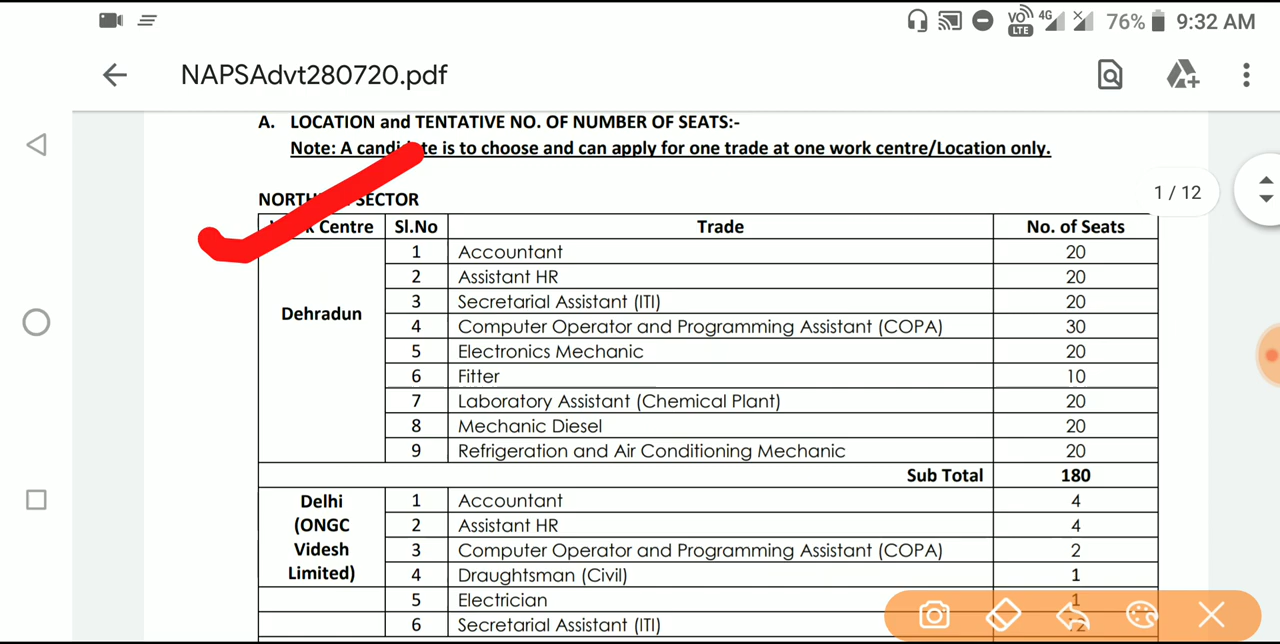 VO LTE 4G 76% 9:32 AM
NAPSAdvt280720.pdf
A. LOCATION and TENTATIVE NO. OF NUMBER OF SEATS:-
Note: A candidate is to choose and can apply for one trade at one work centre/Location only.
1 / 12
SECTOR
Centre Sl.No Trade No. of Seats
Dehradun
1 Accountant 20
2 Assistant HR 20
3 Secretarial Assistant (ITI) 20
4 Computer Operator and Programming Assistant (COPA) 30
5 Electronics Mechanic 20
6 Fitter 10
7 Laboratory Assistant (Chemical Plant) 20
8 Mechanic Diesel 20
9 Refrigeration and Air Conditioning Mechanic 20
Sub Total 180
Delhi (ONGC Videsh Limited)
1 Accountant 4
2 Assistant HR 4
3 Computer Operator and Programming Assistant (COPA) 2
4 Draughtsman (Civil) 1
5 Electrician 1
6 Secretarial Assistant (ITI)